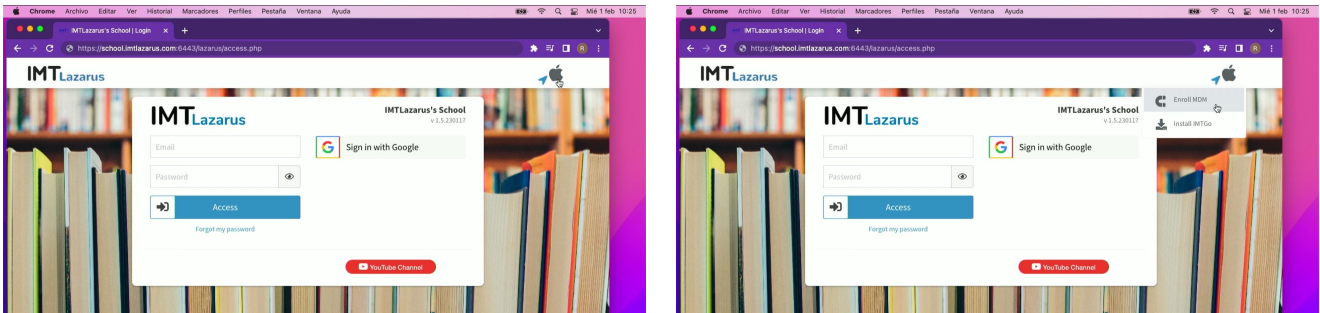 Chrome Archivo Editar Ver Historial Marcadores Perfiles Pestaña Ventana Ayuda Mié 1 feb 10:25
IMTLazarus's School | Login
https://school.imtlazarus.com:6443/lazarus/access.php R
IMTLazarus
IMTLazarus
IMTLazarus's School
v 1.5.230117
Email
Sign in with Google
Password
Access
Forgot my password
YouTube Channel
Chrome Archivo Editar Ver Historial Marcadores Perfiles Pestaña Ventana Ayuda Mié 1 feb 10:25
IMTLazarus's School | Login
https://school.imtlazarus.com:6443/lazarus/access.php R
IMTLazarus
Enroll MDM
Install IMTGo
IMTLazarus
IMTLazarus's School
v 1.5.230117
Email
Sign in with Google
Password
Access
Forgot my password
YouTube Channel